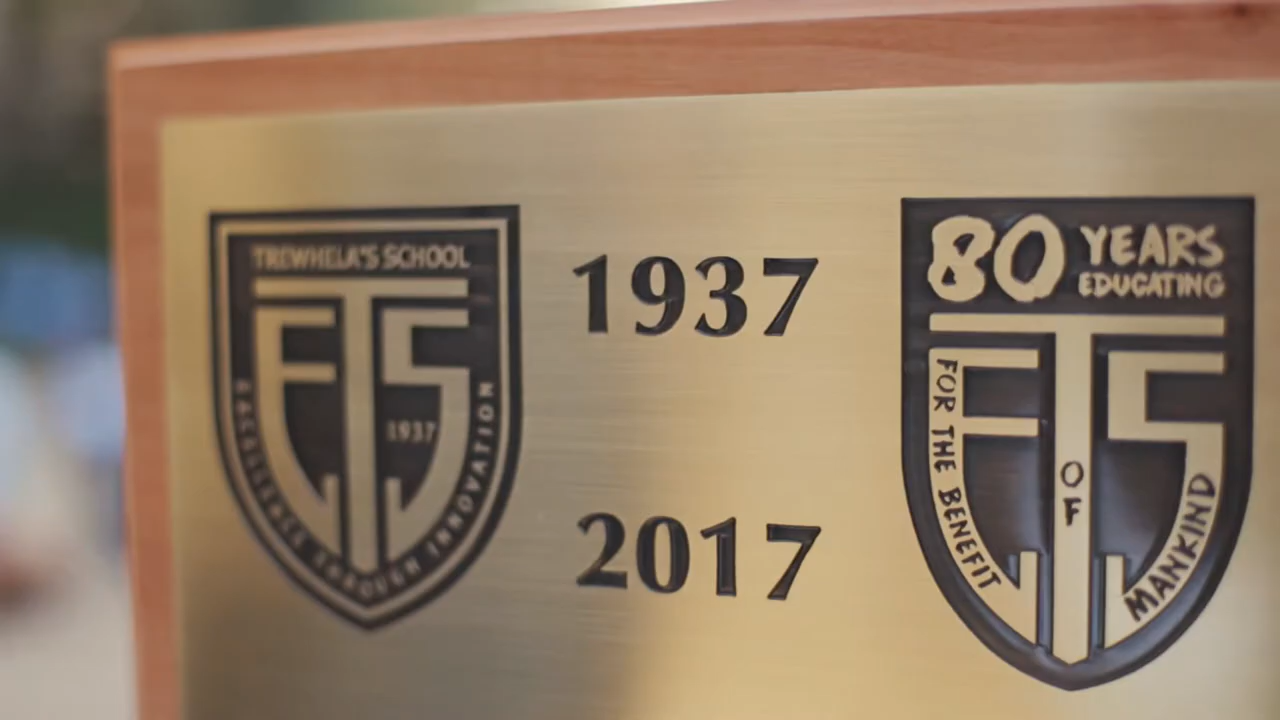 TREWHELA'S SCHOOL
ETS
1937
EXCELLENCE THROUGH INNOVATION
1937
2017
80 YEARS
EDUCATING
ETS
FOR THE BENEFIT
OF
MANKIND